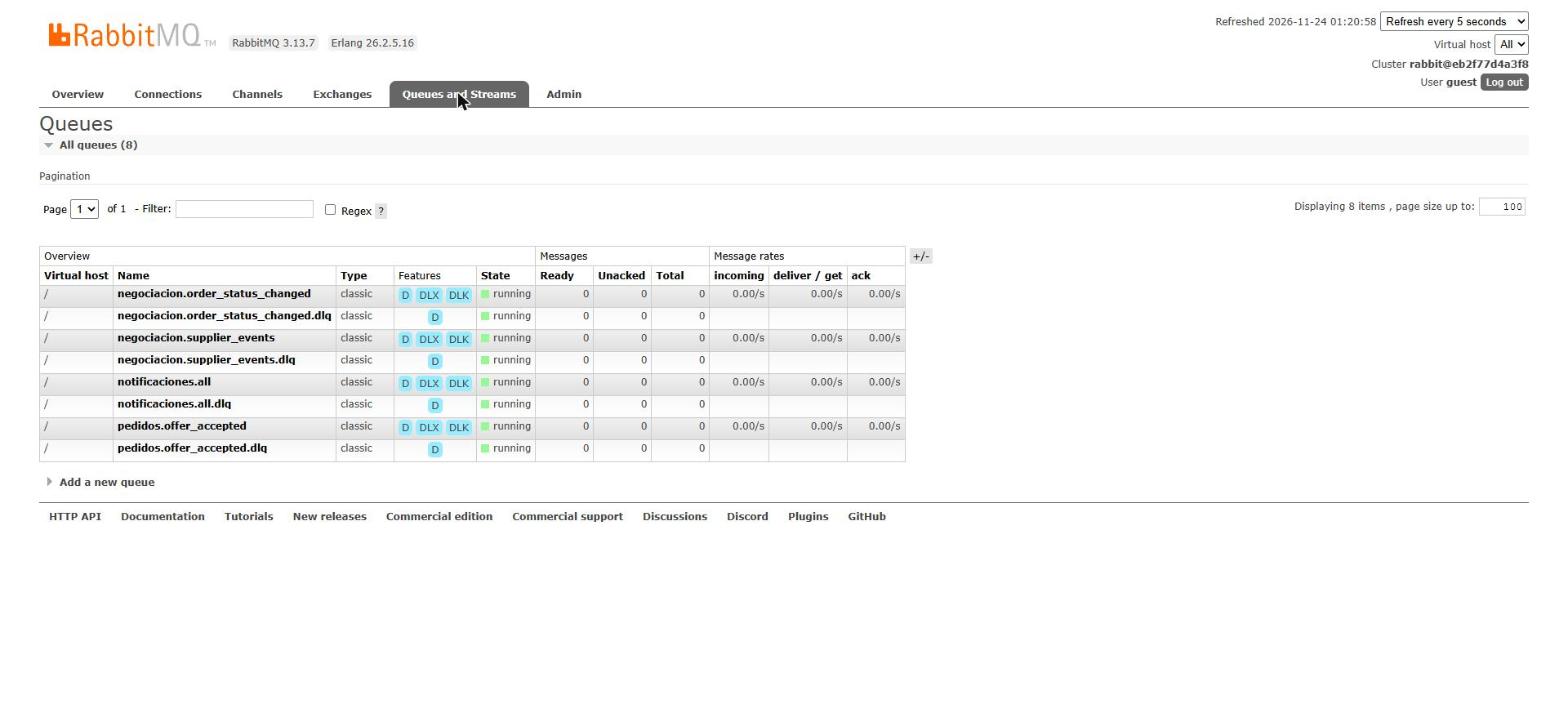 RabbitMQ TM RabbitMQ 3.13.7 Erlang 26.2.5.16
Refreshed 2026-11-24 01:20:58 Refresh every 5 seconds
Virtual host All
Cluster rabbit@eb2f77d4a3f8
User guest Log out
Overview Connections Channels Exchanges Queues and Streams Admin
Queues
All queues (8)
Pagination
Page 1 of 1 - Filter: Regex ? Displaying 8 items , page size up to: 100
Overview Messages Message rates +/-
Virtual host Name Type Features State Ready Unacked Total incoming deliver / get ack
/ negociacion.order_status_changed classic D DLX DLK running 0 0 0 0.00/s 0.00/s 0.00/s
/ negociacion.order_status_changed.dlq classic D running 0 0 0
/ negociacion.supplier_events classic D DLX DLK running 0 0 0 0.00/s 0.00/s 0.00/s
/ negociacion.supplier_events.dlq classic D running 0 0 0
/ notificaciones.all classic D DLX DLK running 0 0 0 0.00/s 0.00/s 0.00/s
/ notificaciones.all.dlq classic D running 0 0 0
/ pedidos.offer_accepted classic D DLX DLK running 0 0 0 0.00/s 0.00/s 0.00/s
/ pedidos.offer_accepted.dlq classic D running 0 0 0
Add a new queue
HTTP API Documentation Tutorials New releases Commercial edition Commercial support Discussions Discord Plugins GitHub